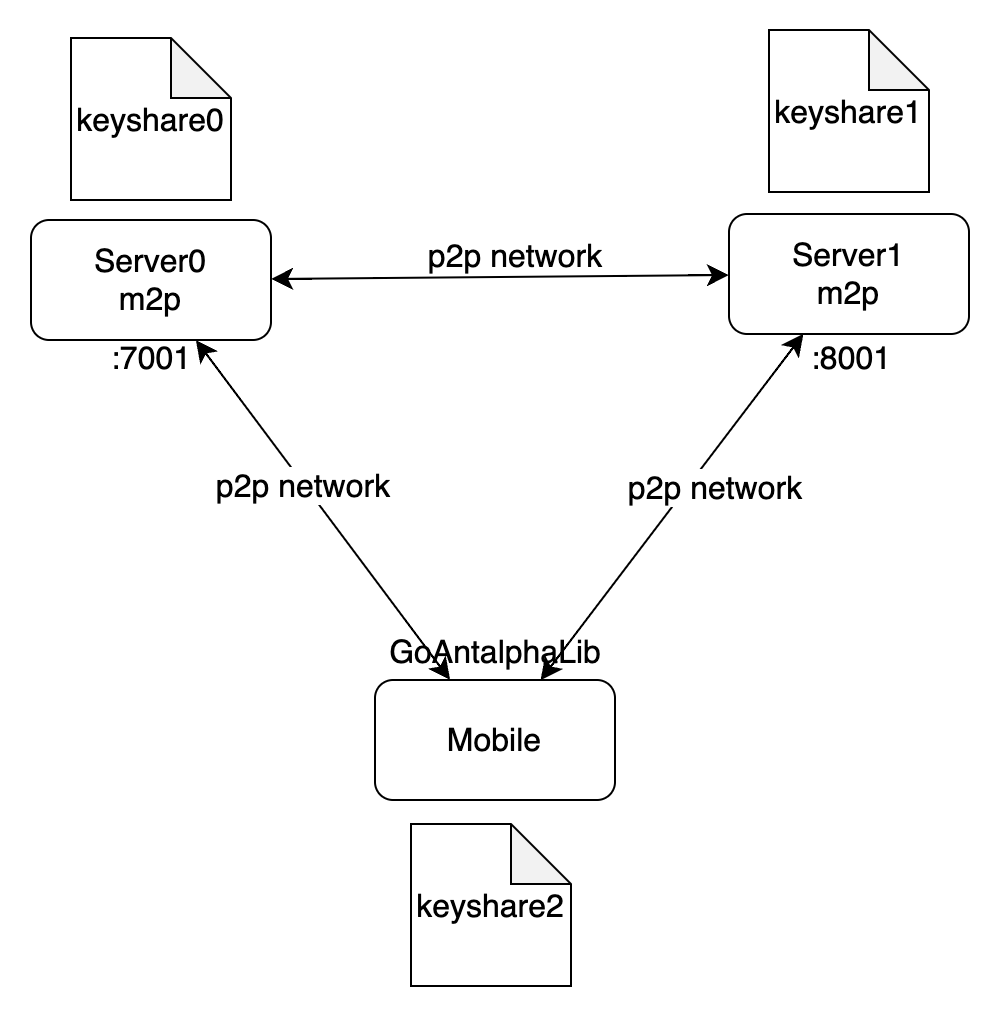 keyshare0
keyshare1
Server0
m2p
p2p network
Server1
m2p
:7001
:8001
p2p network
p2p network
GoAntalphaLib
Mobile
keyshare2